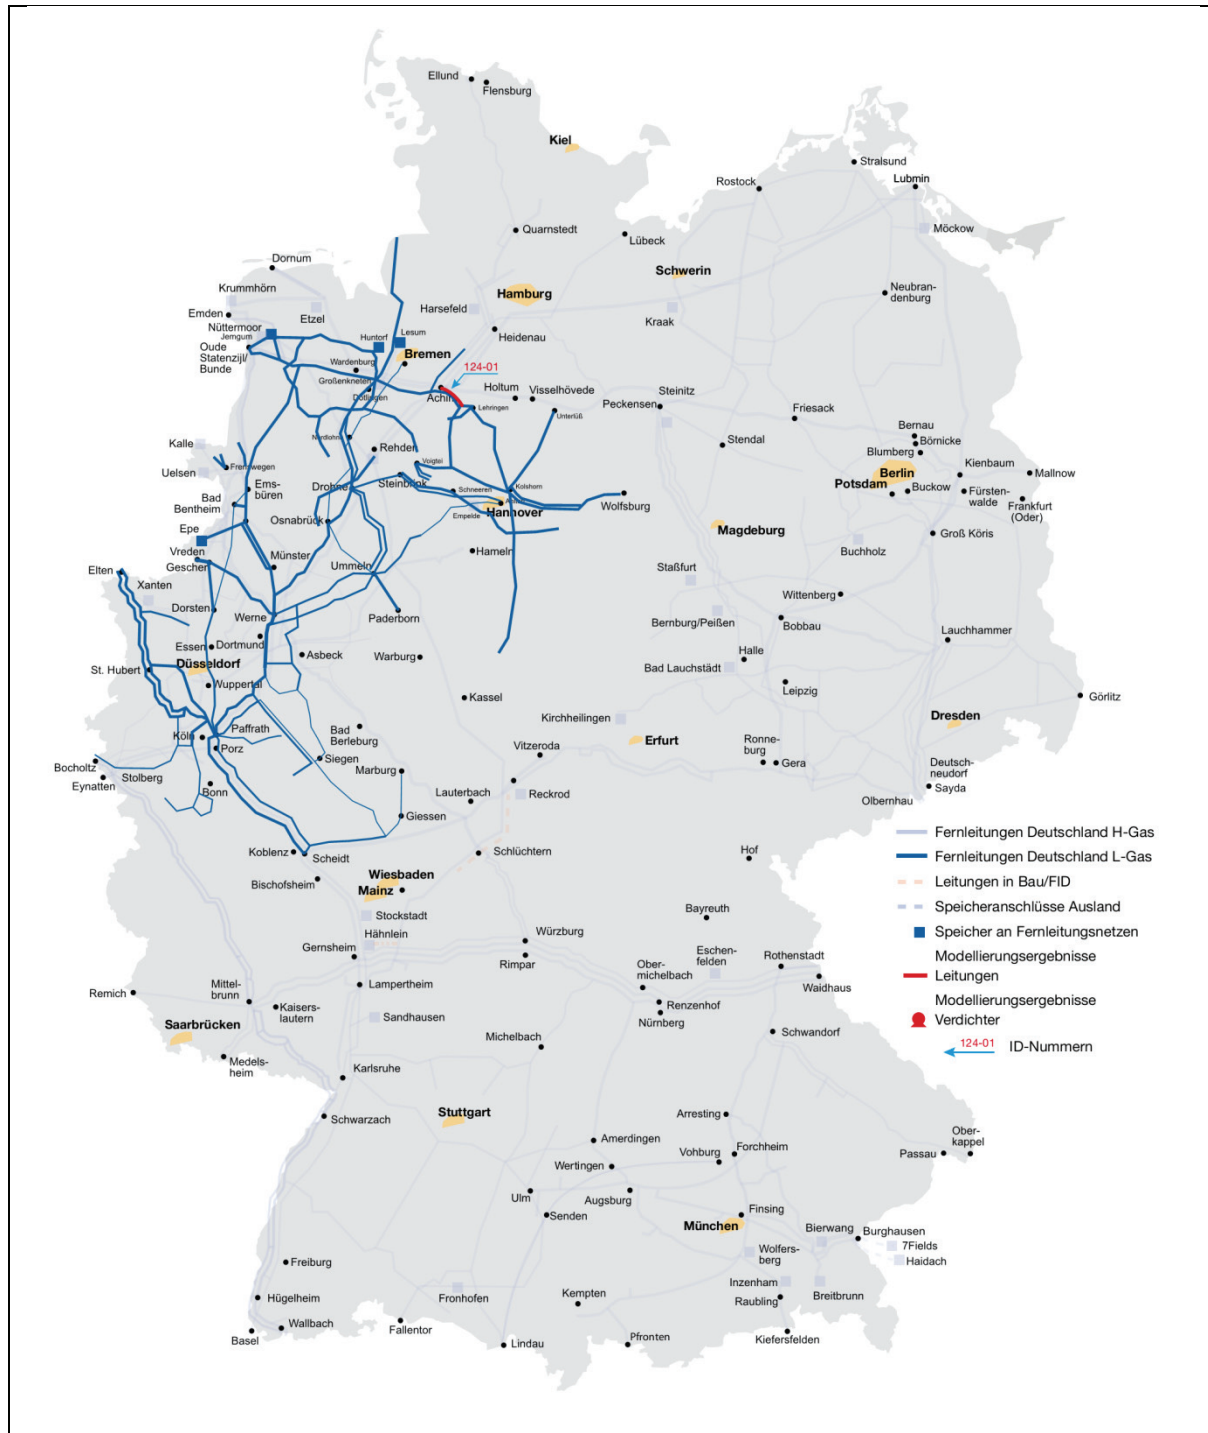 Ellund
Flensburg
Kiel
Stralsund
Rostock
Lubmin
Quarnstedt
Lübeck
Möckow
Dornum
Schwerin
Krummhörn
Hamburg
Neubran-
denburg
Emden
Etzel
Harsefeld
Kraak
Nüttermoor
Jemgum
Huntorf
Lesum
Heidenau
Oude
Statenzijl/
Bunde
Wardenburg
Bremen
124-01
Großenkneten
Dötlingen
Achim
Holtum
Visselhövede
Steinitz
Lehringen
Unterlüß
Peckensen
Friesack
Bernau
Börnicke
Nordlohne
Kalle
Rehden
Stendal
Blumberg
Uelsen
Frenswegen
Voigtei
Berlin
Kienbaum
Mallnow
Ems-
büren
Drohne
Steinbrink
Schneeren
Kolshorn
Potsdam
Buckow
Fürsten-
walde
Frankfurt
(Oder)
Bad
Bentheim
Hannover
Wolfsburg
Osnabrück
Empelde
Magdeburg
Epe
Groß Köris
Buchholz
Vreden
Gescher
Münster
Ummeln
Hameln
Elten
Staßfurt
Xanten
Wittenberg
Dorsten
Werne
Paderborn
Bernburg/Peißen
Bobbau
Essen
Dortmund
Lauchhammer
Asbeck
Warburg
Halle
St. Hubert
Düsseldorf
Bad Lauchstädt
Wuppertal
Leipzig
Kassel
Görlitz
Kirchheilingen
Dresden
Köln
Paffrath
Bad
Berleburg
Erfurt
Ronne-
burg
Porz
Vitzeroda
Siegen
Gera
Bocholtz
Eynatten
Stolberg
Marburg
Deutsch-
neudorf
Sayda
Bonn
Lauterbach
Reckrod
Olbernhau
Giessen
Fernleitungen Deutschland H-Gas
Koblenz
Scheidt
Schlüchtern
Hof
Fernleitungen Deutschland L-Gas
Bischofsheim
Wiesbaden
Mainz
Leitungen in Bau/FID
Stockstadt
Bayreuth
Speicheranschlüsse Ausland
Hähnlein
Würzburg
Speicher an Fernleitungsnetzen
Gernsheim
Rimpar
Eschen-
felden
Ober-
michelbach
Rothenstadt
Modellierungsergebnisse
Leitungen
Remich
Mittel-
brunn
Lampertheim
Waidhaus
Kaisers-
lautern
Renzenhof
Modellierungsergebnisse
Verdichter
Saarbrücken
Sandhausen
Nürnberg
Schwandorf
124-01
ID-Nummern
Michelbach
Medels-
heim
Karlsruhe
Schwarzach
Stuttgart
Arresting
Ober-
kappel
Amerdingen
Forchheim
Passau
Wertingen
Vohburg
Ulm
Augsburg
Senden
Finsing
München
Bierwang
Burghausen
7Fields
Haidach
Wolfers-
berg
Freiburg
Inzenham
Hügelheim
Fronhofen
Kempten
Raubling
Breitbrunn
Wallbach
Basel
Fallentor
Lindau
Pfronten
Kiefersfelden